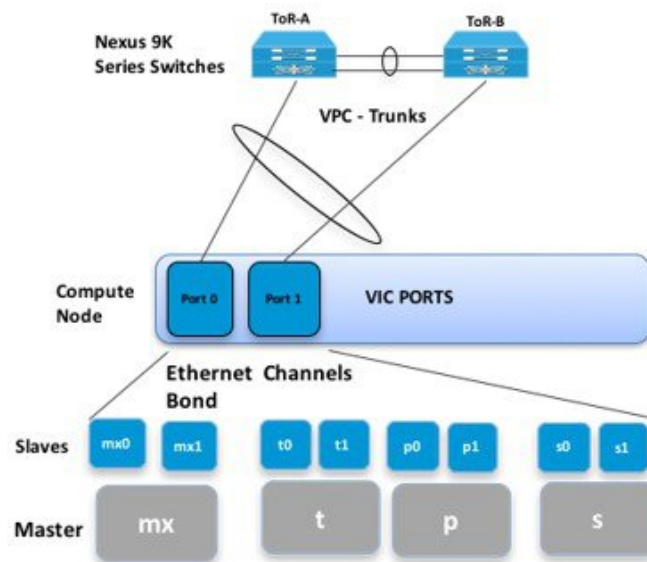 ToR-A
ToR-B
Nexus 9K
Series Switches
VPC - Trunks
Compute
Node
Port 0
Port 1
VIC PORTS
Ethernet Channels
Bond
Slaves
mx0
mx1
t0
t1
p0
p1
s0
s1
Master
mx
t
p
s